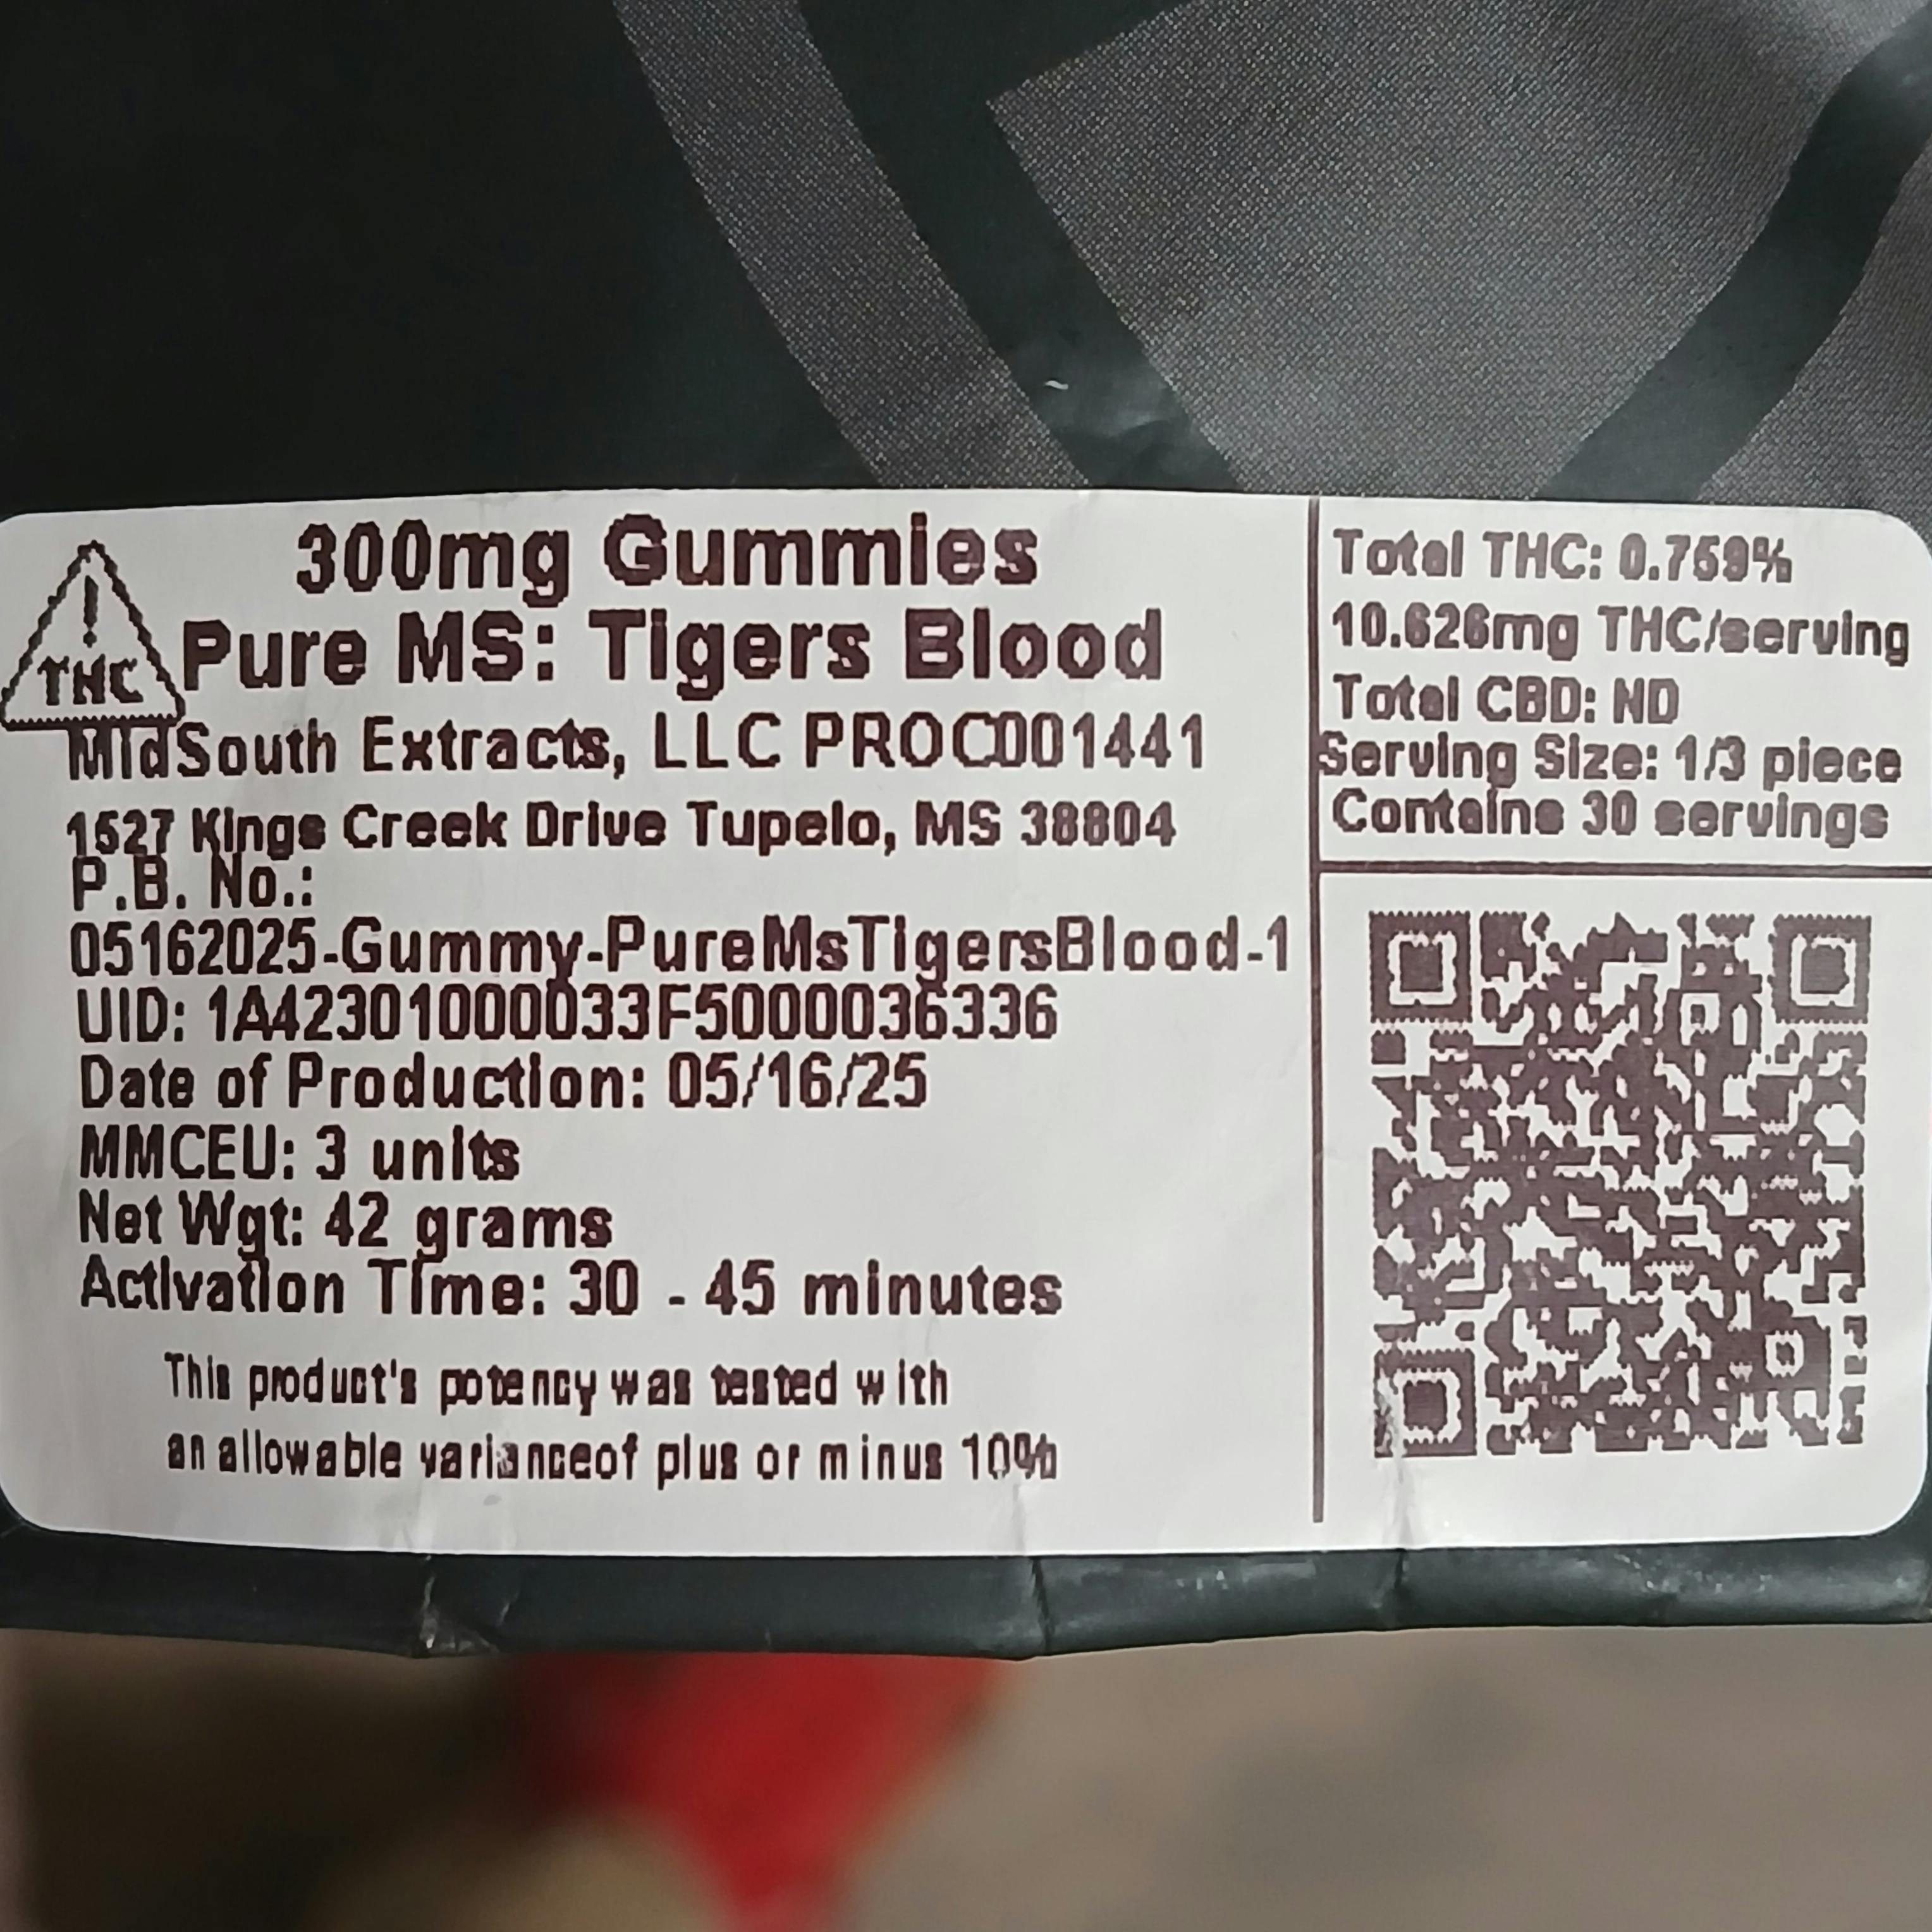 300mg Gummies
Pure MS: Tigers Blood
!
THC
MidSouth Extracts, LLC PROC001441
1527 Kings Creek Drive Tupelo, MS 38804
P.B. No.:
05162025-Gummy-PureMsTigersBlood-1
UID: 1A42301000033F5000036336
Date of Production: 05/16/25
MMCEU: 3 units
Net Wgt: 42 grams
Activation Time: 30 - 45 minutes
This product's potency was tested with
an allowable varianceof plus or minus 10%
Total THC: 0.759%
10.626mg THC/serving
Total CBD: ND
Serving Size: 1/3 piece
Contains 30 servings